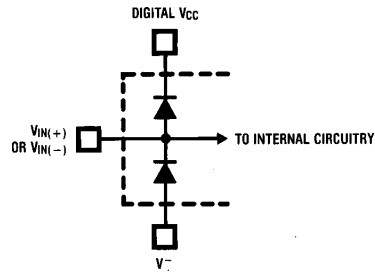 DIGITAL VCC
VIN(+)
OR VIN(−)
TO INTERNAL CIRCUITRY
V−